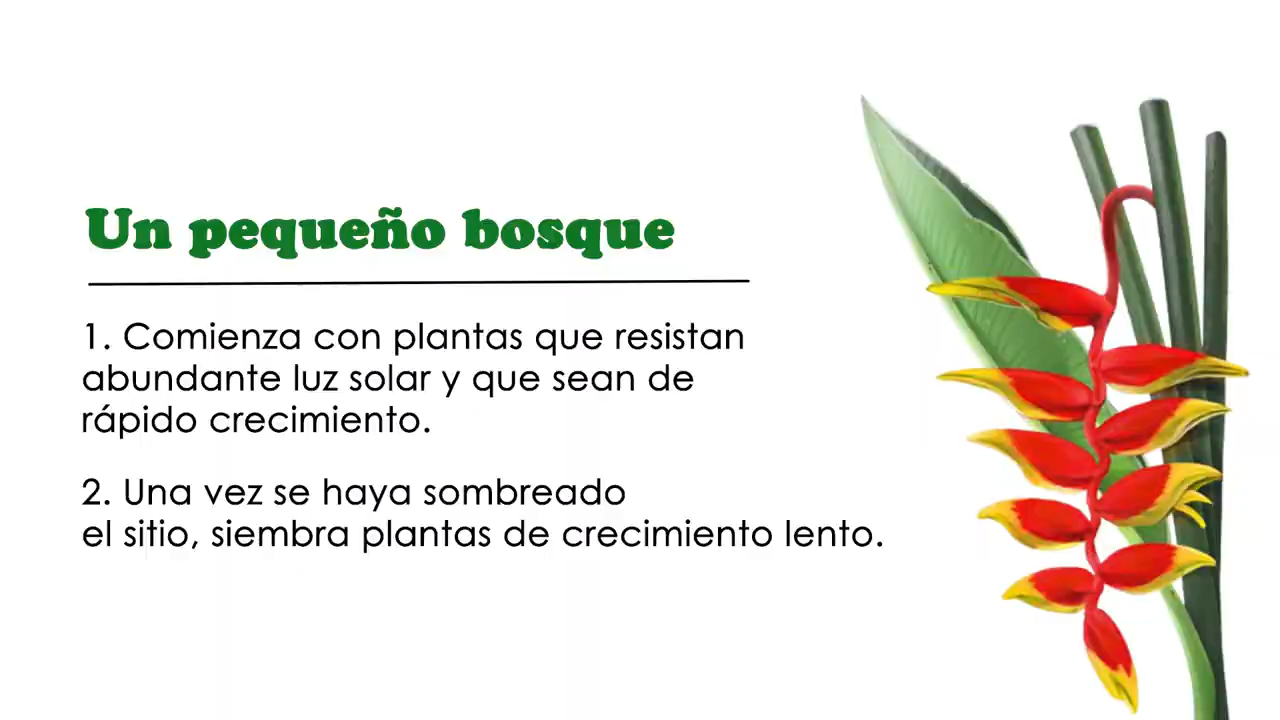 Un pequeño bosque
1. Comienza con plantas que resistan
abundante luz solar y que sean de
rápido crecimiento.
2. Una vez se haya sombreado
el sitio, siembra plantas de crecimiento lento.